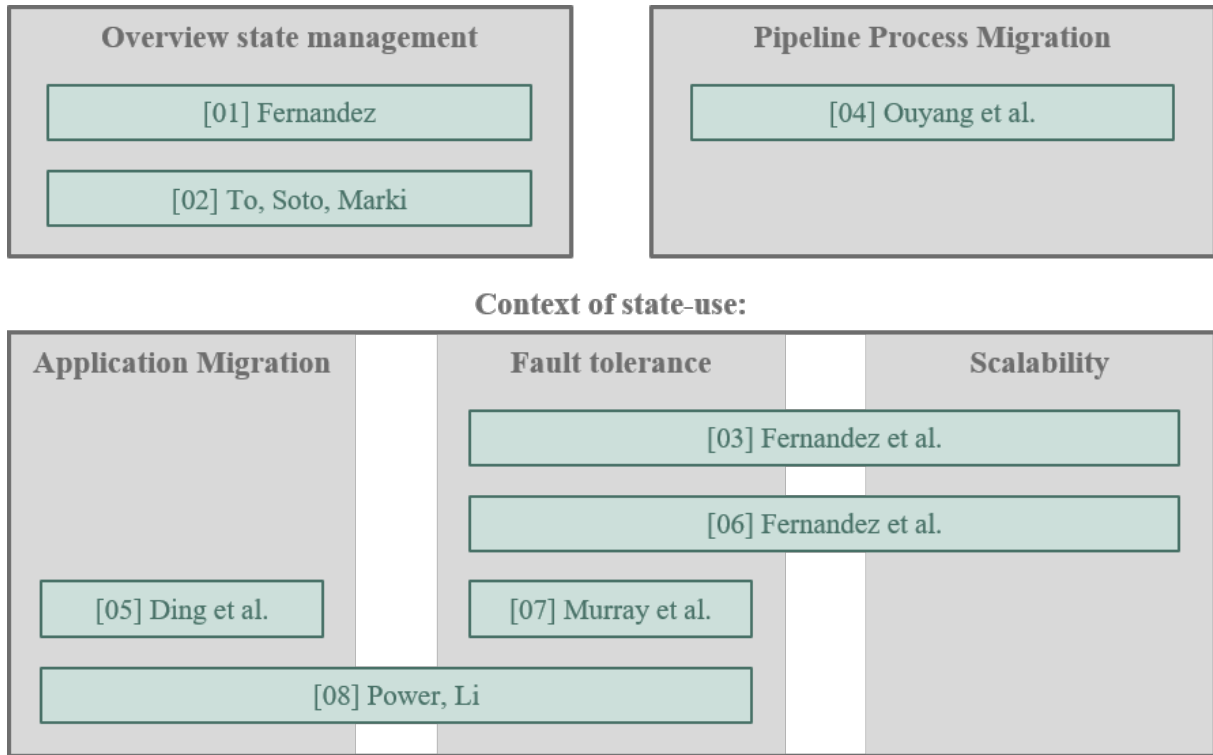 Overview state management
[01] Fernandez
[02] To, Soto, Marki
Pipeline Process Migration
[04] Ouyang et al.
Context of state-use:
Application Migration
Fault tolerance
Scalability
[03] Fernandez et al.
[06] Fernandez et al.
[05] Ding et al.
[07] Murray et al.
[08] Power, Li